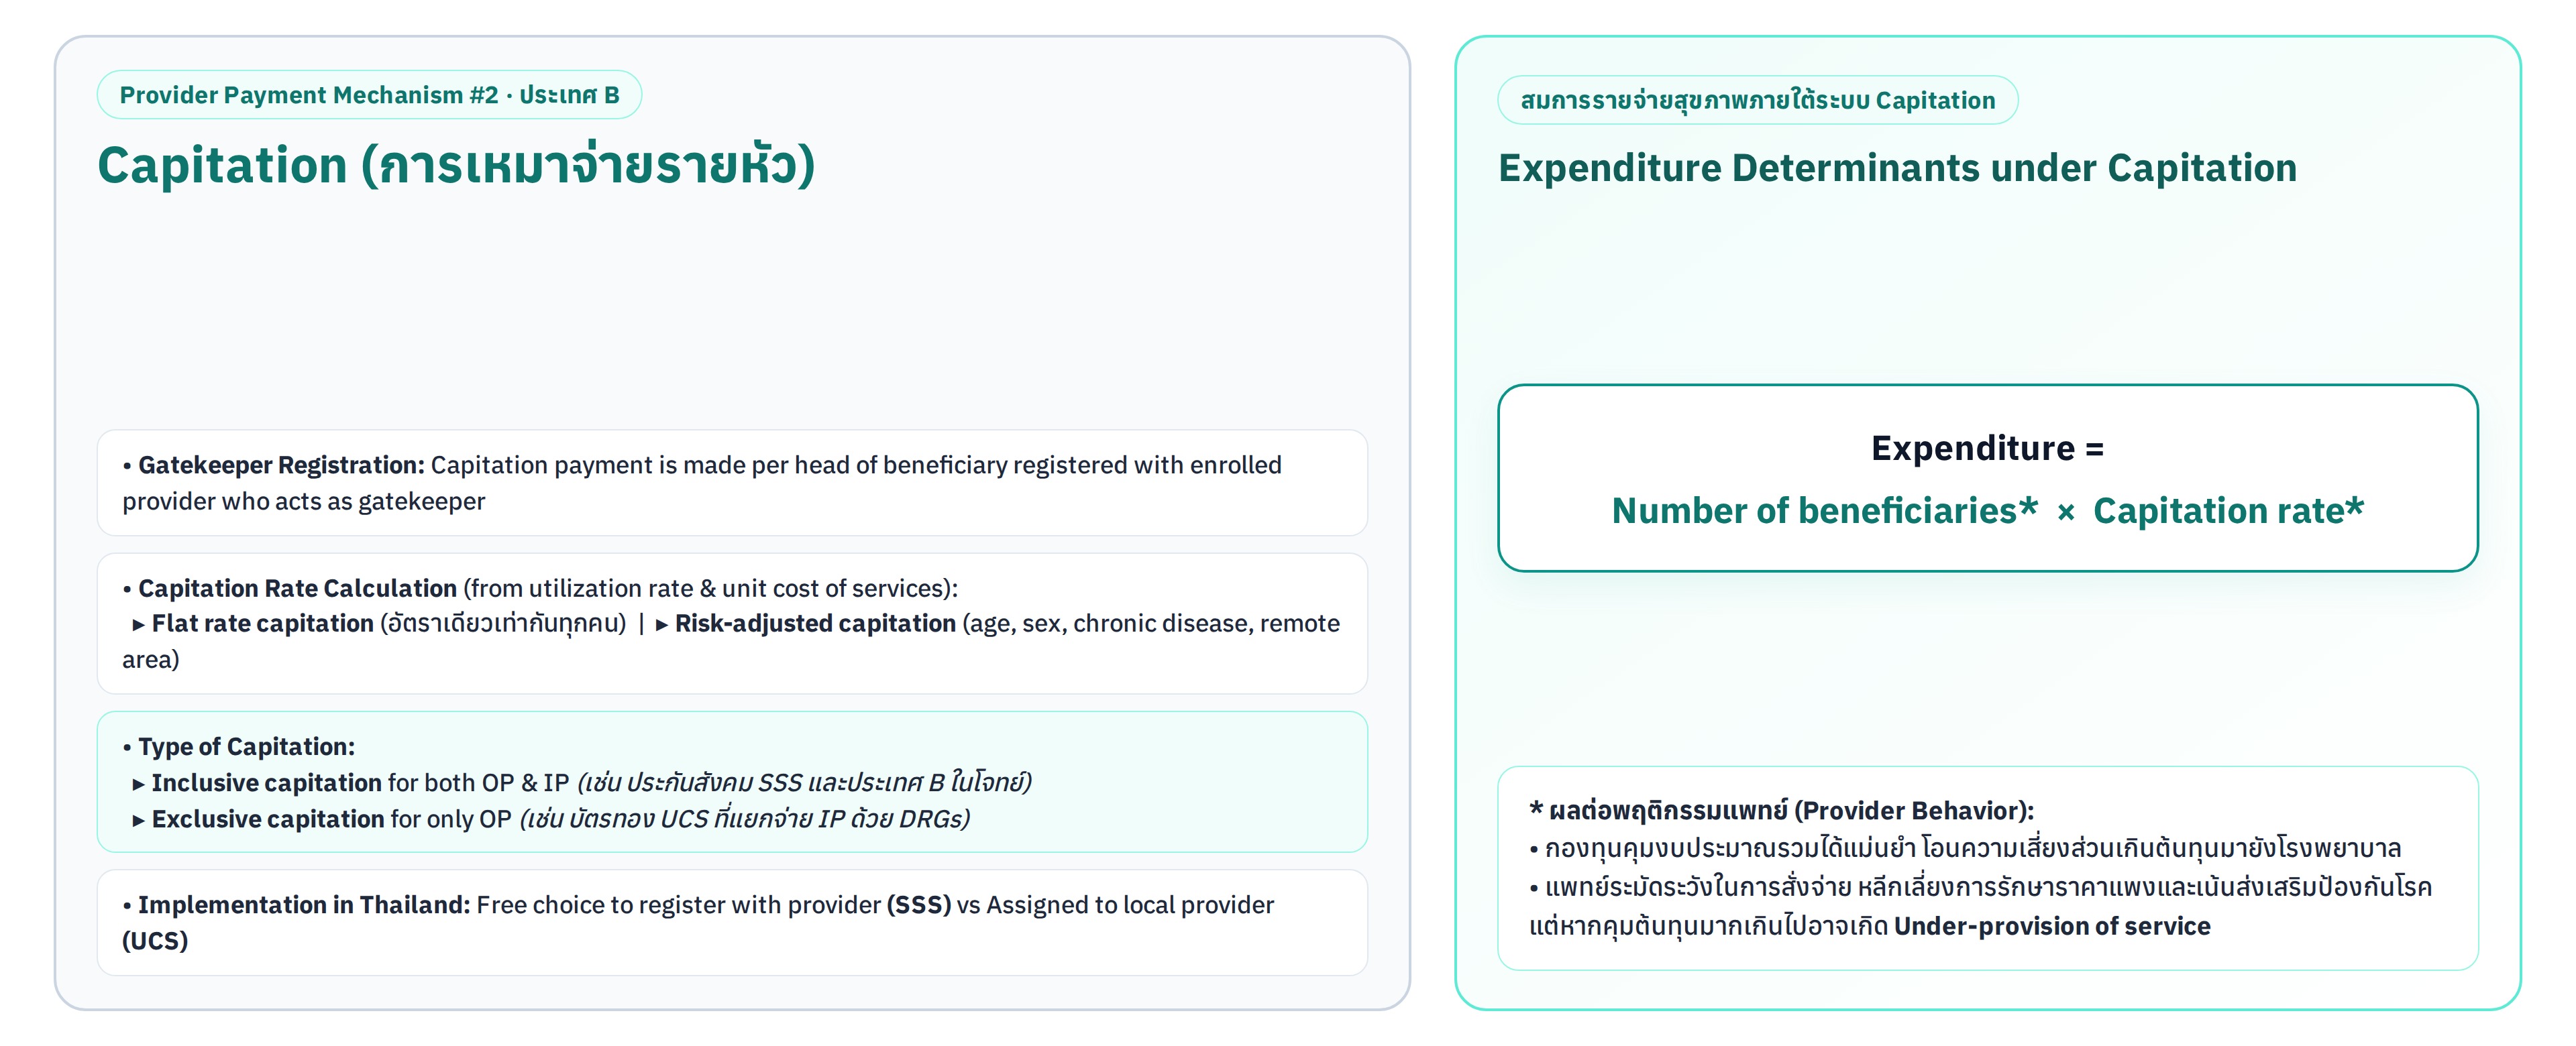 Provider Payment Mechanism #2 · ประเทศ B
Capitation (การเหมาจ่ายรายหัว)
• Gatekeeper Registration: Capitation payment is made per head of beneficiary registered with enrolled
provider who acts as gatekeeper
• Capitation Rate Calculation (from utilization rate & unit cost of services):
▸ Flat rate capitation (อัตราเดียวเท่ากันทุกคน) | ▸ Risk-adjusted capitation (age, sex, chronic disease, remote
area)
• Type of Capitation:
▸ Inclusive capitation for both OP & IP (เช่น ประกันสังคม SSS และประเทศ B ในโจทย์)
▸ Exclusive capitation for only OP (เช่น บัตรทอง UCS ที่แยกจ่าย IP ด้วย DRGs)
• Implementation in Thailand: Free choice to register with provider (SSS) vs Assigned to local provider
(UCS)
สมการรายจ่ายสุขภาพภายใต้ระบบ Capitation
Expenditure Determinants under Capitation
Expenditure =
Number of beneficiaries* × Capitation rate*
* ผลต่อพฤติกรรมแพทย์ (Provider Behavior):
• กองทุนคุมงบประมาณรวมได้แม่นยำ โอนความเสี่ยงส่วนเกินต้นทุนมายังโรงพยาบาล
• แพทย์ระมัดระวังในการสั่งจ่าย หลีกเลี่ยงการรักษาราคาแพงและเน้นส่งเสริมป้องกันโรค
แต่หากคุมต้นทุนมากเกินไปอาจเกิด Under-provision of service